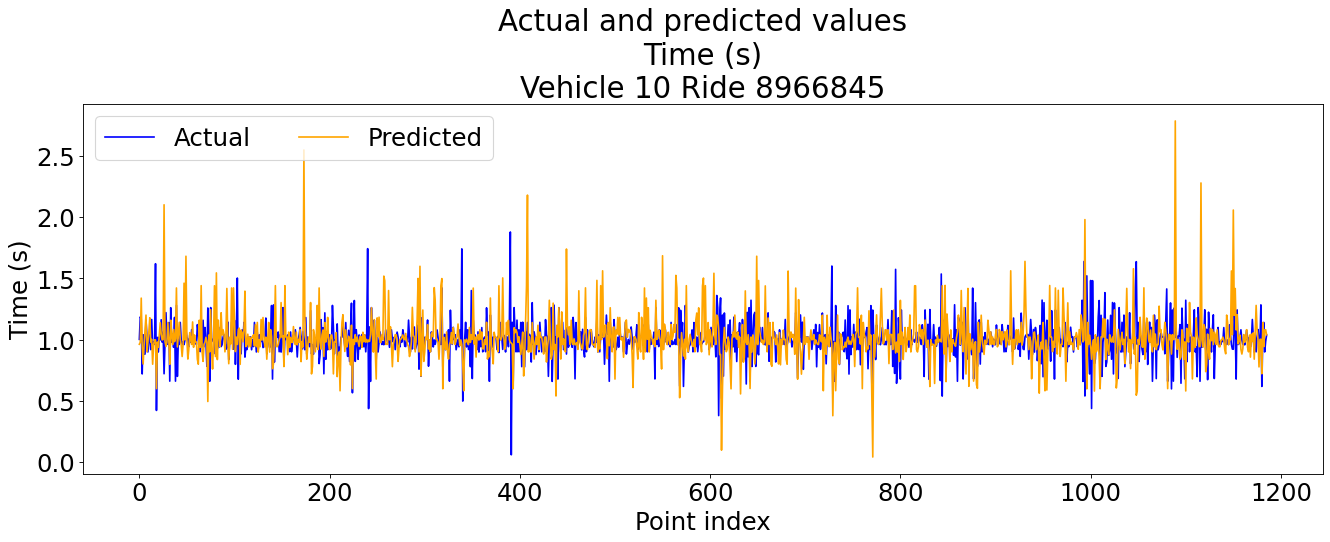 Actual and predicted values
Time (s)
Vehicle 10 Ride 8966845
Actual
Predicted
Time (s)
2.5
2.0
1.5
1.0
0.5
0.0
0 200 400 600 800 1000 1200
Point index